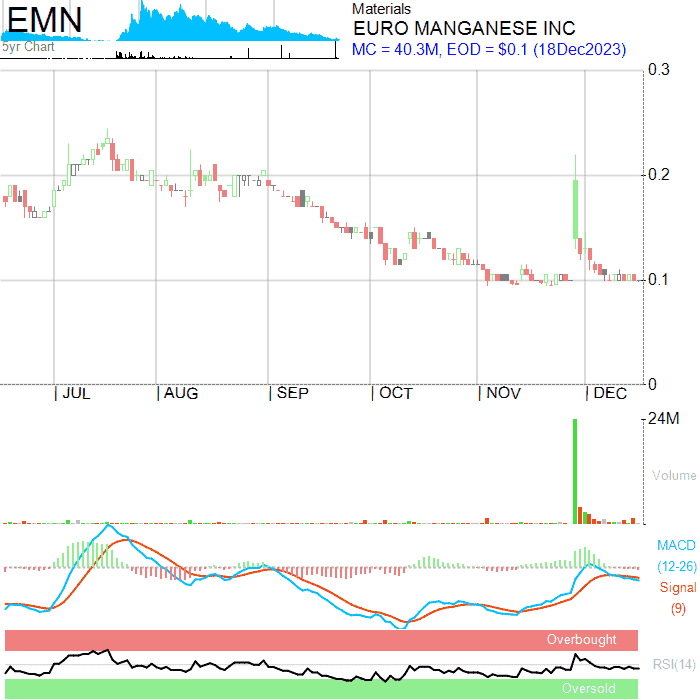 EMN
5yr Chart
Materials
EURO MANGANESE INC
MC = 40.3M, EOD = $0.1 (18Dec2023)
0.3
0.2
0.1
0
JUL
AUG
SEP
OCT
NOV
DEC
24M
Volume
MACD
(12-26)
Signal
(9)
Overbought
RSI(14)
Oversold